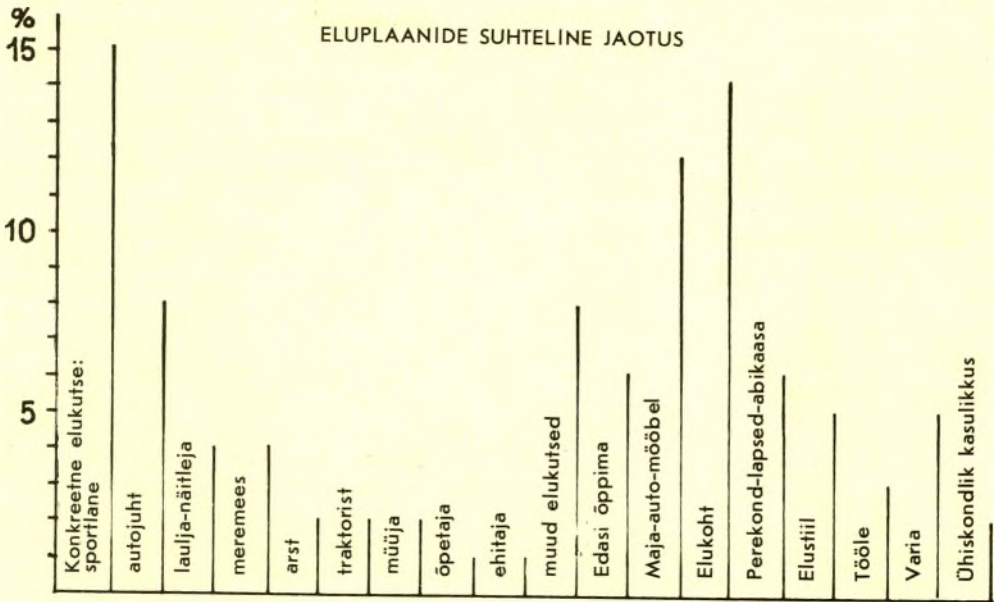 ELUPLAANIDE SUHTELINE JAOTUS
%
15
10
5
Konkreetne elukutse:
sportlane
autojuht
laulja-näitleja
meremees
arst
traktorist
müüja
õpetaja
ehitaja
muud elukutsed
Edasi õppima
Maja-auto-mööbel
Elukoht
Perekond-lapsed-abikaasa
Elustiil
Tööle
Varia
Ühiskondlik kasulikkus